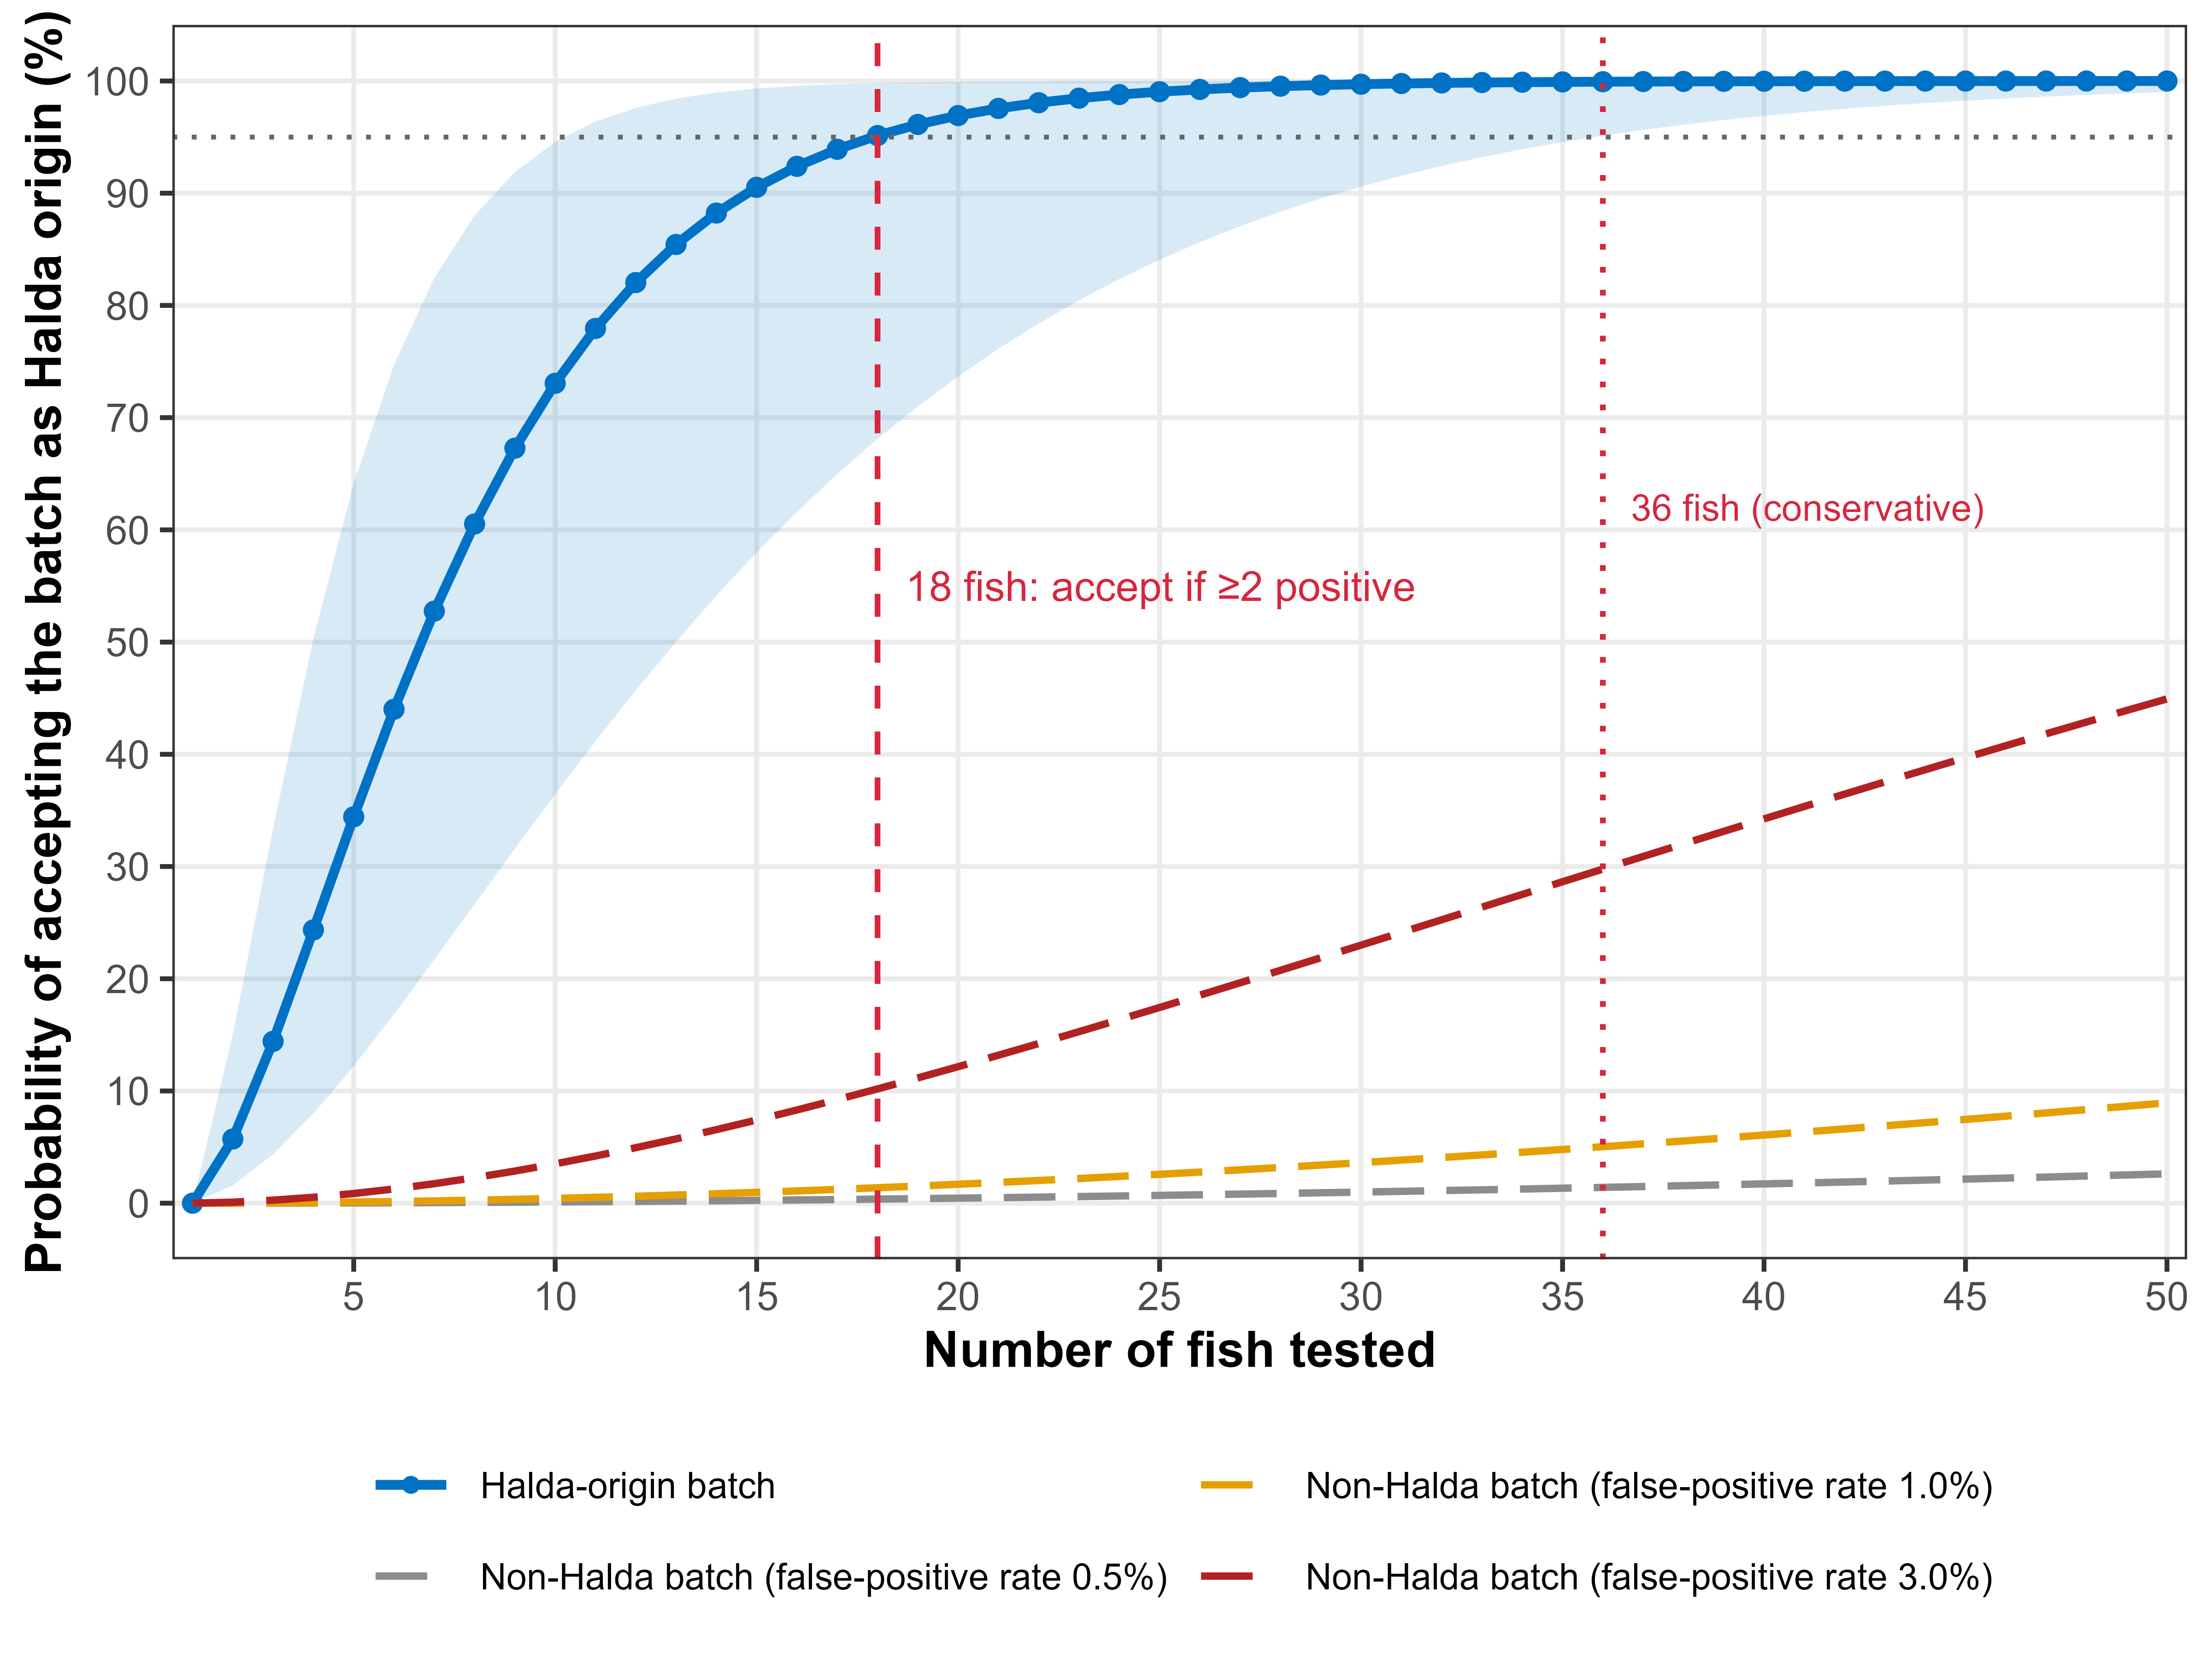 Probability of accepting the batch as Halda origin (%)
100
90
80
70
60
50
40
30
20
10
0
36 fish (conservative)
18 fish: accept if ≥2 positive
5 10 15 20 25 30 35 40 45 50
Number of fish tested
Halda-origin batch
Non-Halda batch (false-positive rate 1.0%)
Non-Halda batch (false-positive rate 0.5%)
Non-Halda batch (false-positive rate 3.0%)